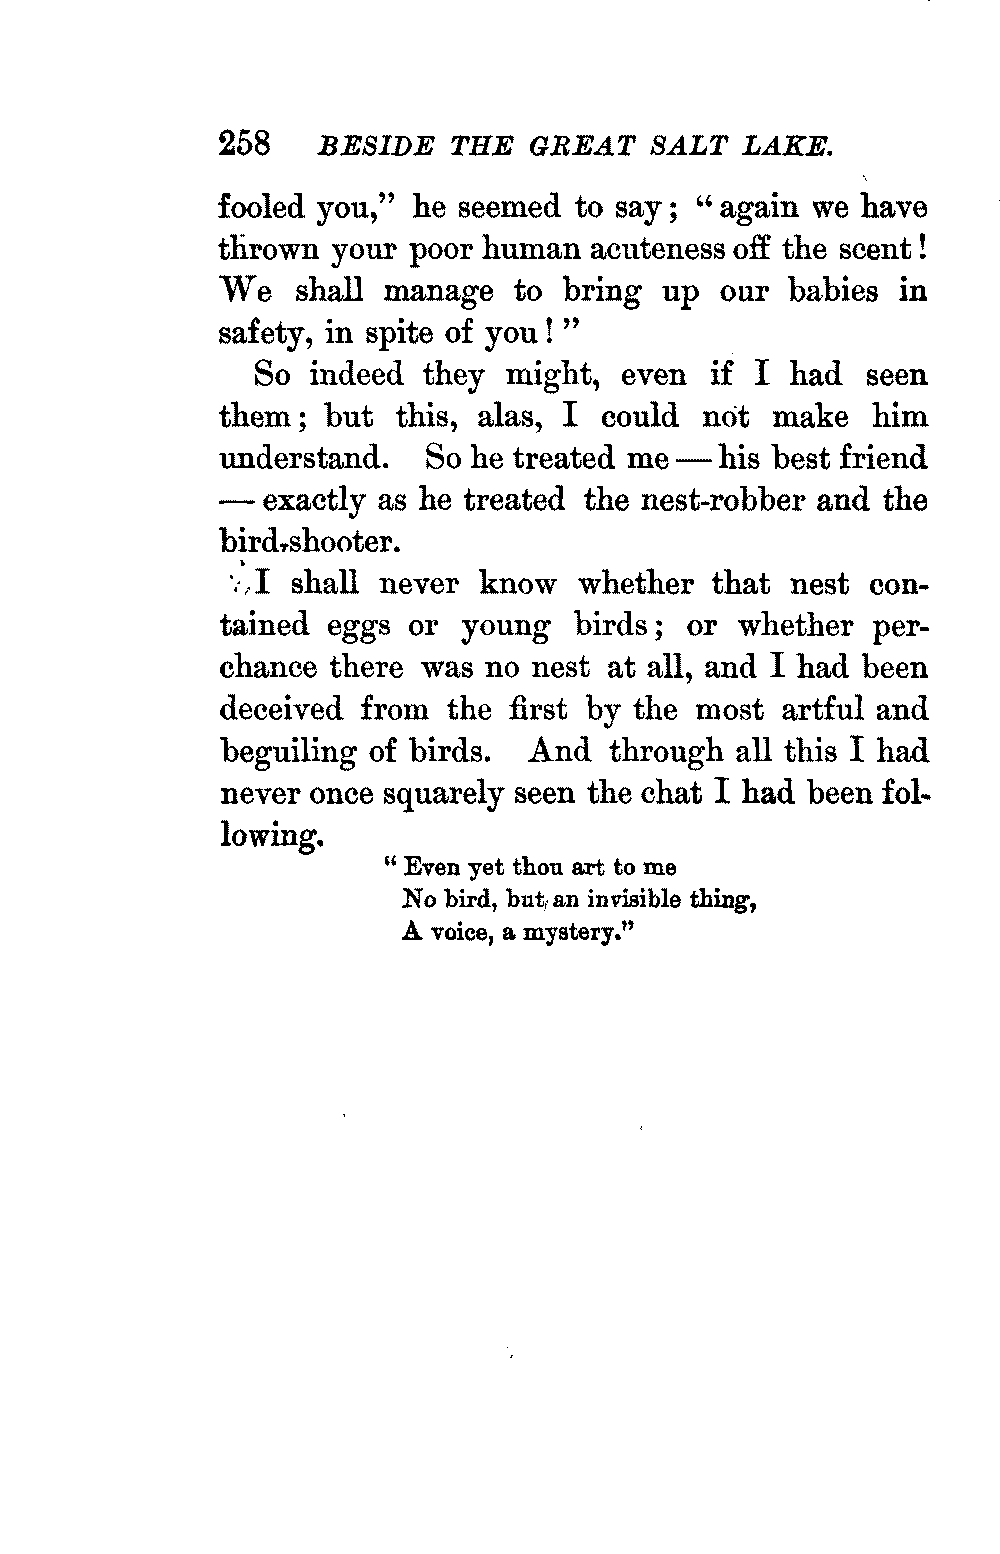 258 BESIDE THE GREAT SALT LAKE.
fooled you,” he seemed to say; “again we have
thrown your poor human acuteness off the scent!
We shall manage to bring up our babies in
safety, in spite of you!”
So indeed they might, even if I had seen
them; but this, alas, I could not make him
understand. So he treated me — his best friend
— exactly as he treated the nest-robber and the
bird-shooter.
I shall never know whether that nest con-
tained eggs or young birds; or whether per-
chance there was no nest at all, and I had been
deceived from the first by the most artful and
beguiling of birds. And through all this I had
never once squarely seen the chat I had been fol-
lowing.
“Even yet thou art to me
No bird, but an invisible thing,
A voice, a mystery.”